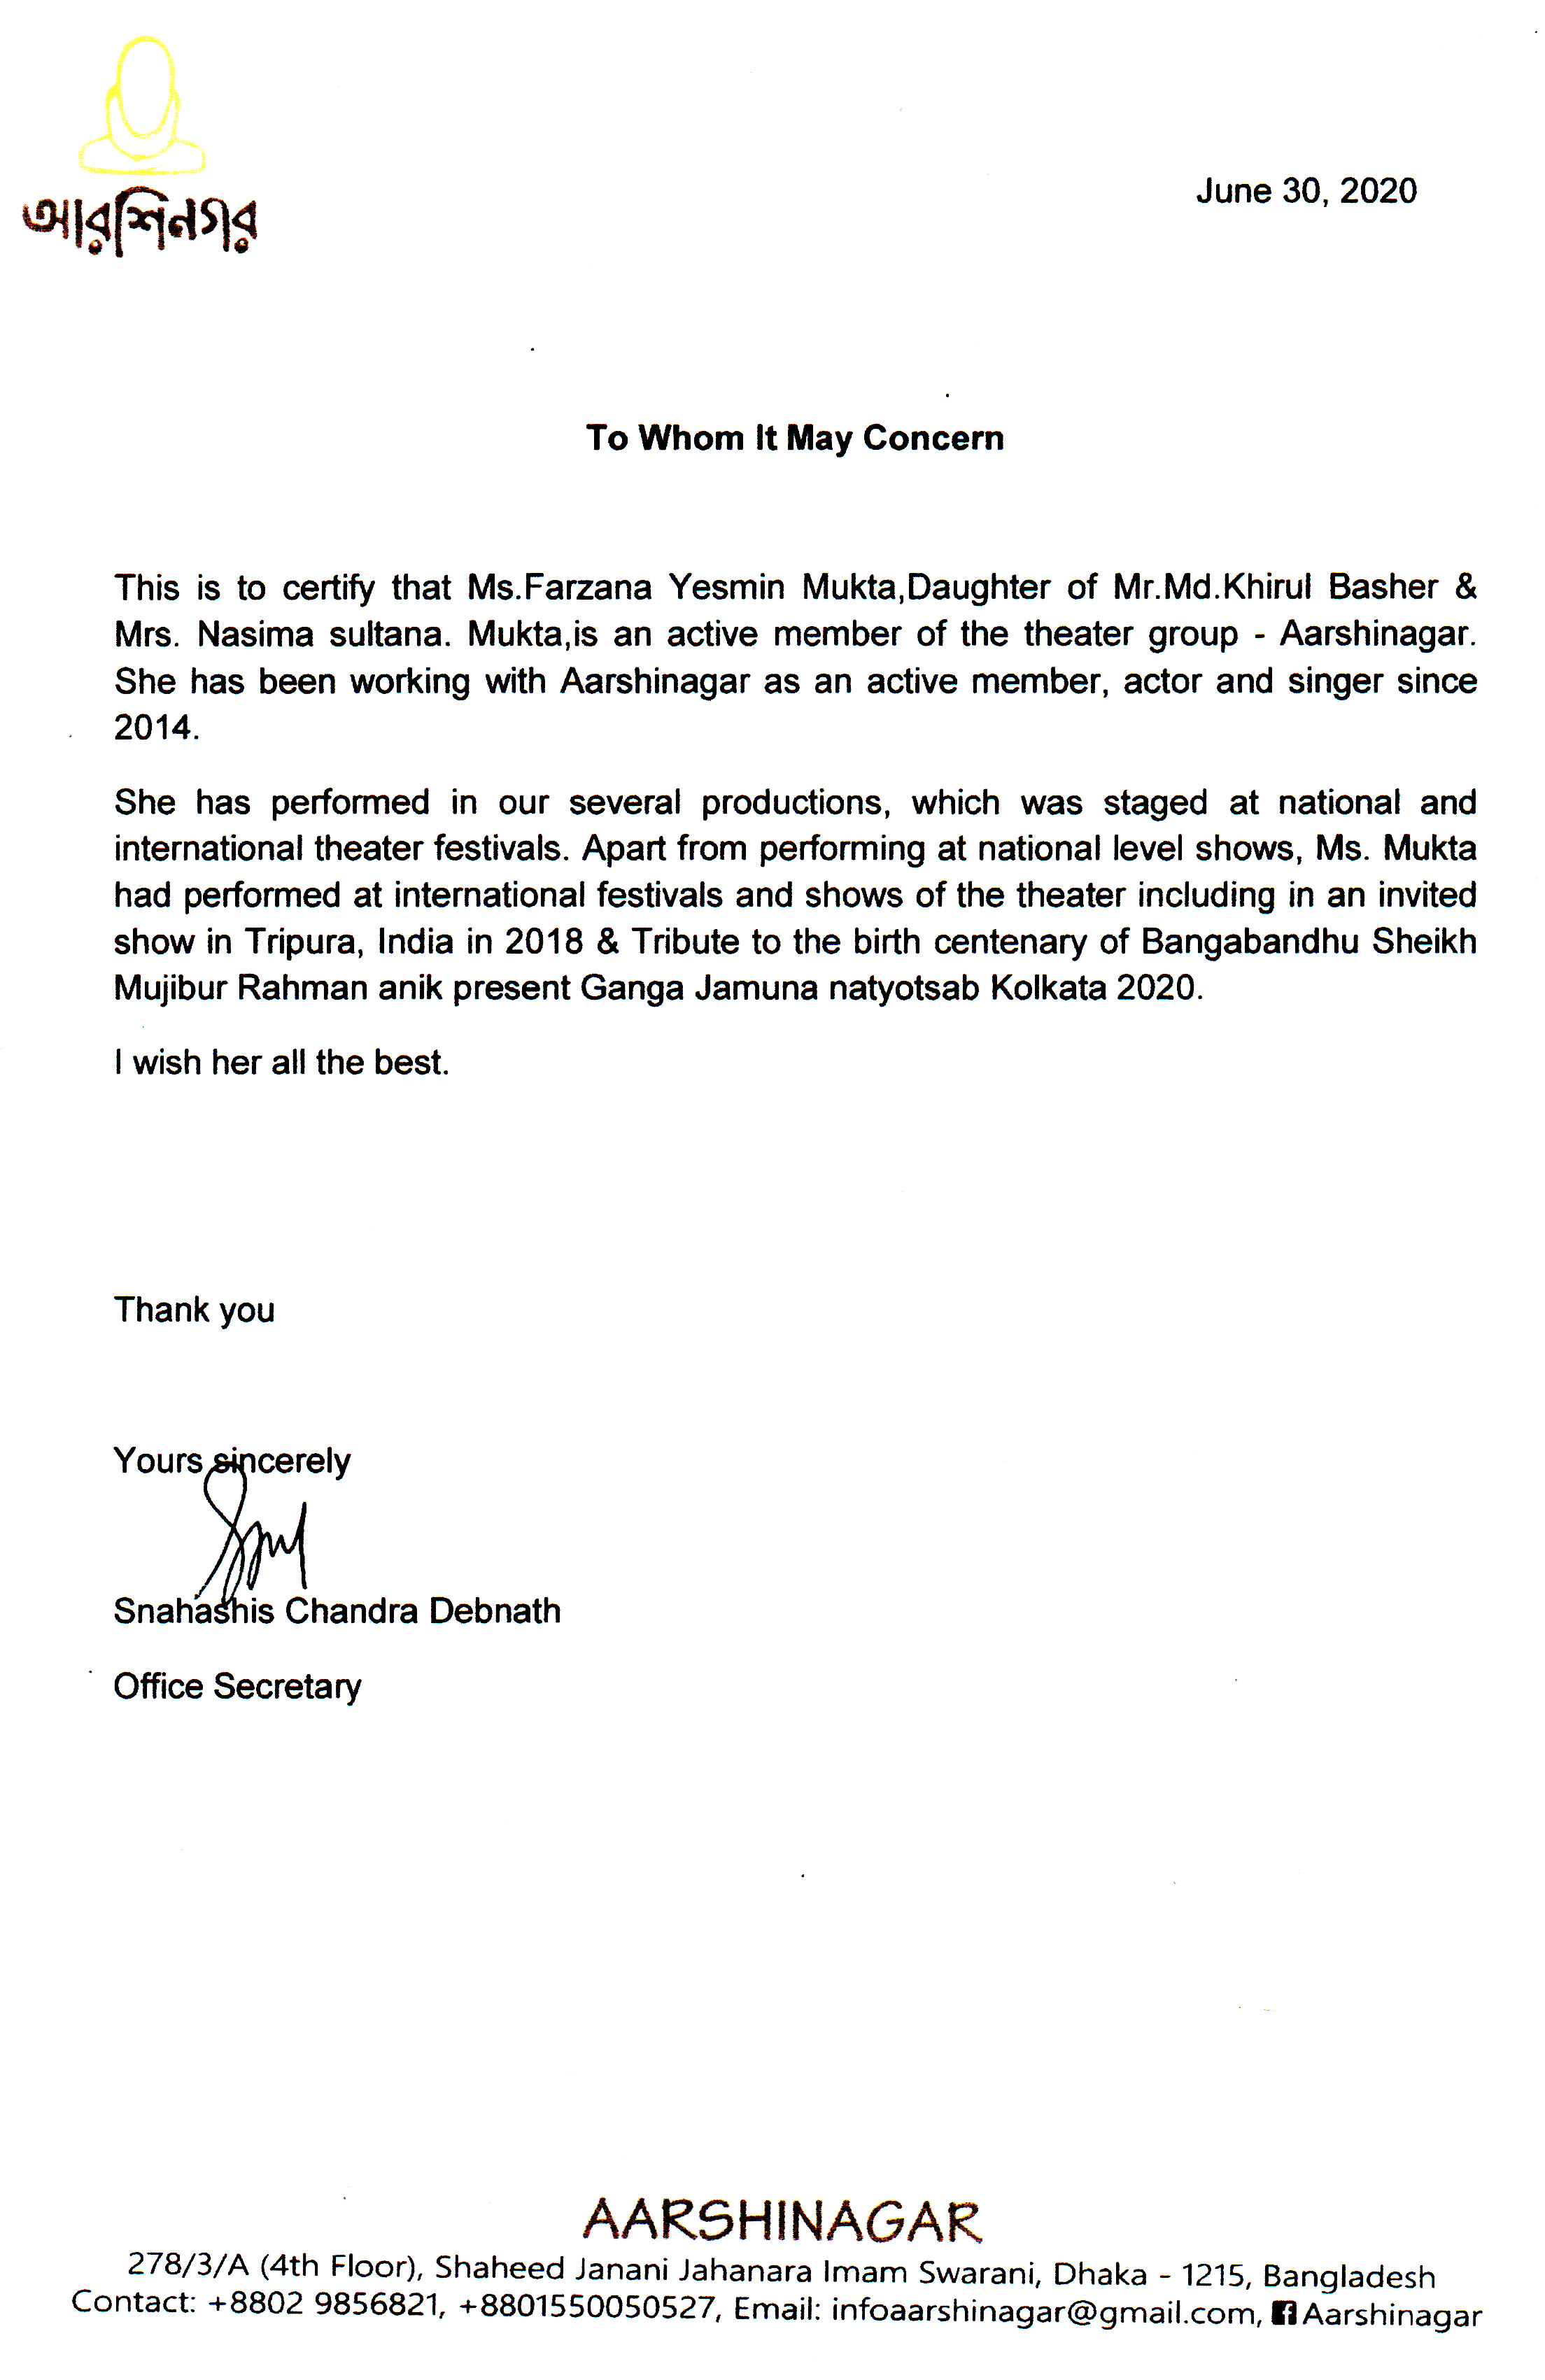 আরশিনগর
June 30, 2020
To Whom It May Concern
This is to certify that Ms.Farzana Yesmin Mukta,Daughter of Mr.Md.Khirul Basher &
Mrs. Nasima sultana. Mukta,is an active member of the theater group - Aarshinagar.
She has been working with Aarshinagar as an active member, actor and singer since
2014.
She has performed in our several productions, which was staged at national and
international theater festivals. Apart from performing at national level shows, Ms. Mukta
had performed at international festivals and shows of the theater including in an invited
show in Tripura, India in 2018 & Tribute to the birth centenary of Bangabandhu Sheikh
Mujibur Rahman anik present Ganga Jamuna natyotsab Kolkata 2020.
I wish her all the best.
Thank you
Yours sincerely
Snahashis Chandra Debnath
Office Secretary
AARSHINAGAR
278/3/A (4th Floor), Shaheed Janani Jahanara Imam Swarani, Dhaka - 1215, Bangladesh
Contact: +8802 9856821, +8801550050527, Email: infoaarshinagar@gmail.com, Aarshinagar